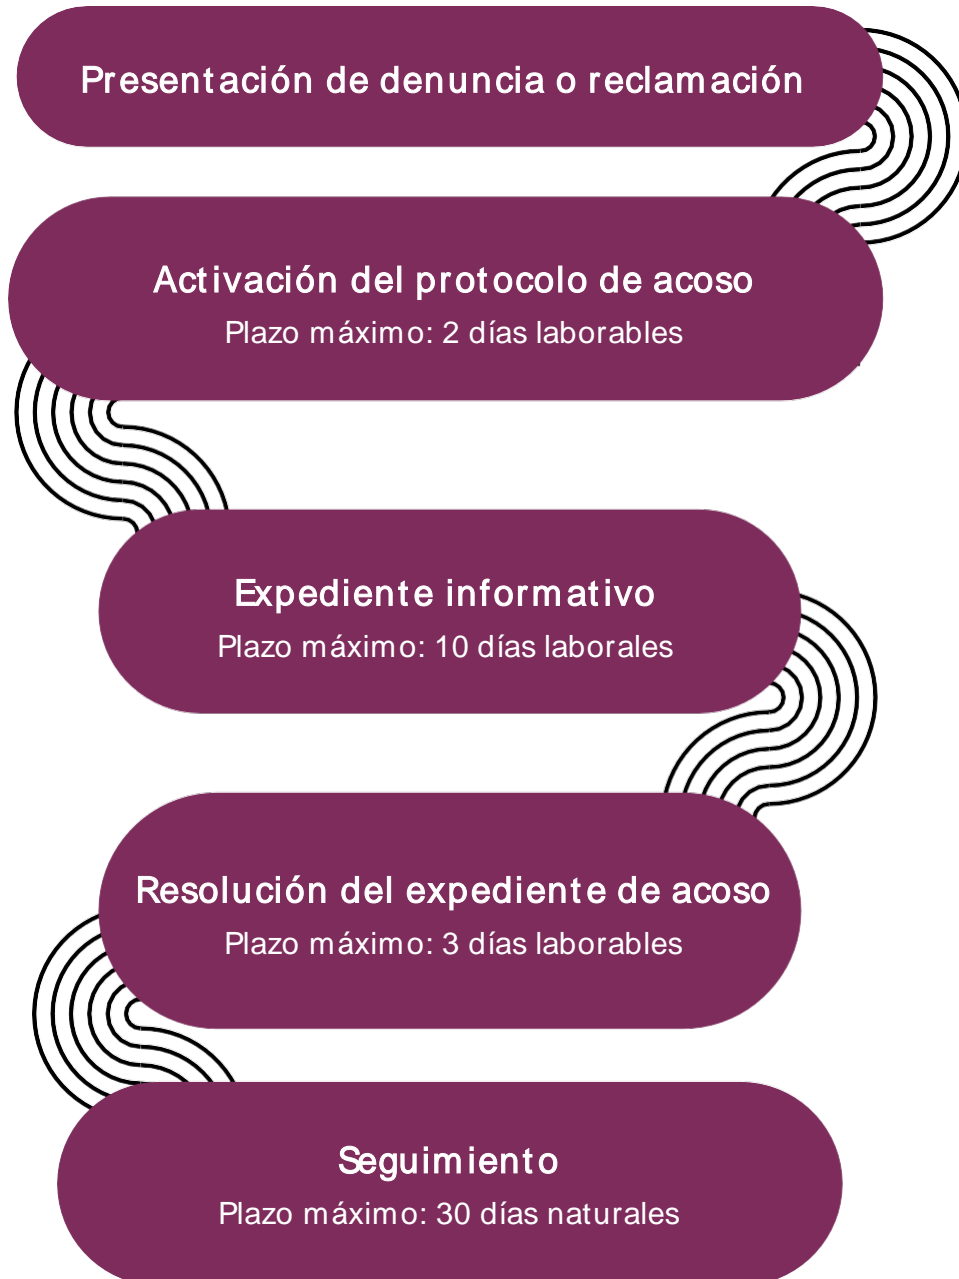 Presentación de denuncia o reclamación
Activación del protocolo de acoso
Plazo máximo: 2 días laborables
Expediente informativo
Plazo máximo: 10 días laborales
Resolución del expediente de acoso
Plazo máximo: 3 días laborables
Seguimiento
Plazo máximo: 30 días naturales